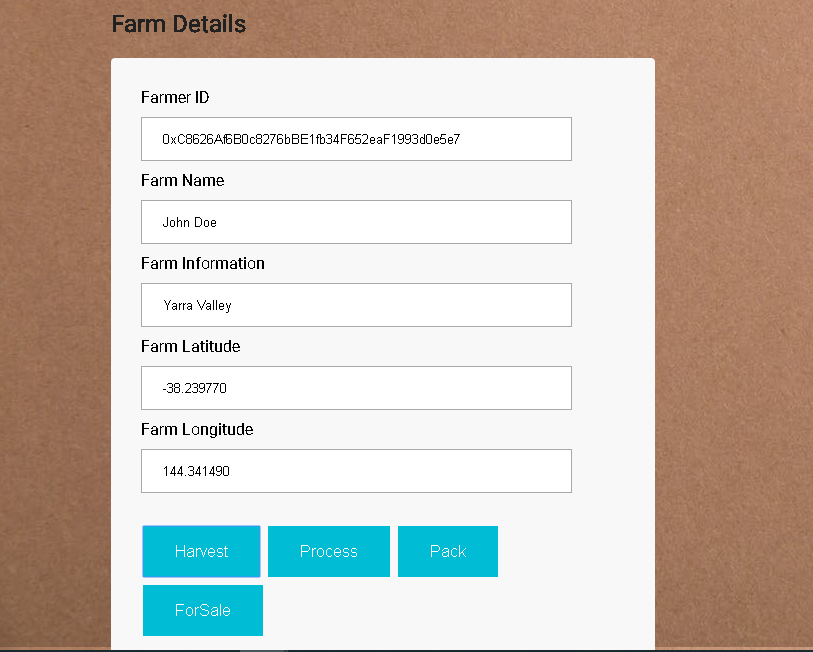 Farm Details
Farmer ID
0xC8626Af6B0c8276bBE1fb34F652eaF1993d0e5e7
Farm Name
John Doe
Farm Information
Yarra Valley
Farm Latitude
-38.239770
Farm Longitude
144.341490
Harvest Process Pack
ForSale